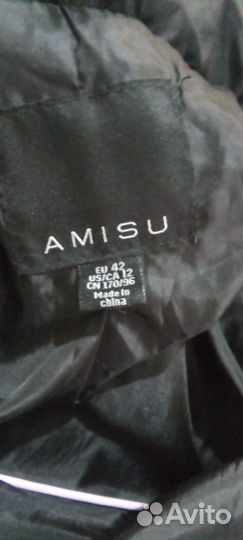 AMISU
EU 42
US/CA 12
CN 170/96
Made in
China
Avito